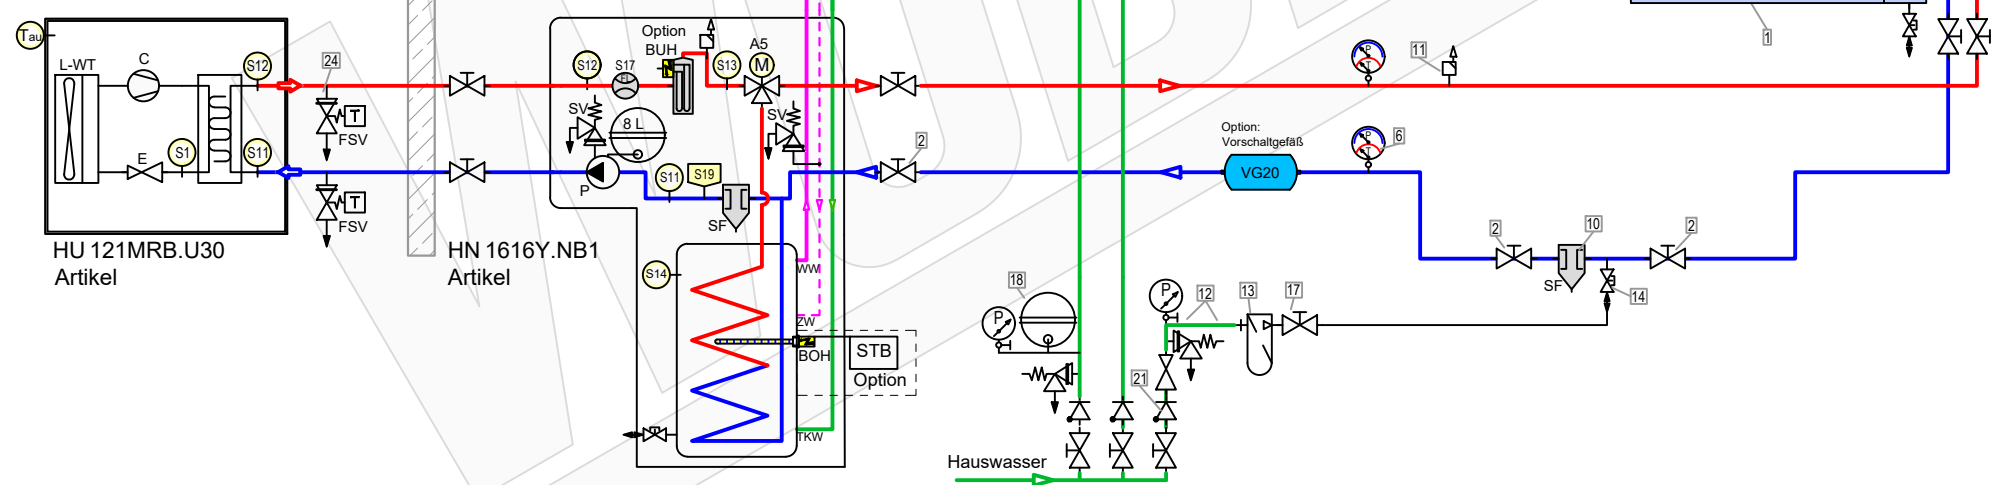 Tau
L-WT
C
E
S1
S12
S11
24
FSV
FSV
HU 121MRB.U30
Artikel
HN 1616Y.NB1
Artikel
Option
BUH
S12
S17
FL
S13
A5
M
SV
8 L
SV
P
S11
S19
SF
S14
WW
ZW
BOH
STB
Option
TKW
2
P
T
11
1
Option:
Vorschaltgefäß
VG20
P
T
6
2
10
2
SF
14
18
P
P
12
13
17
21
Hauswasser